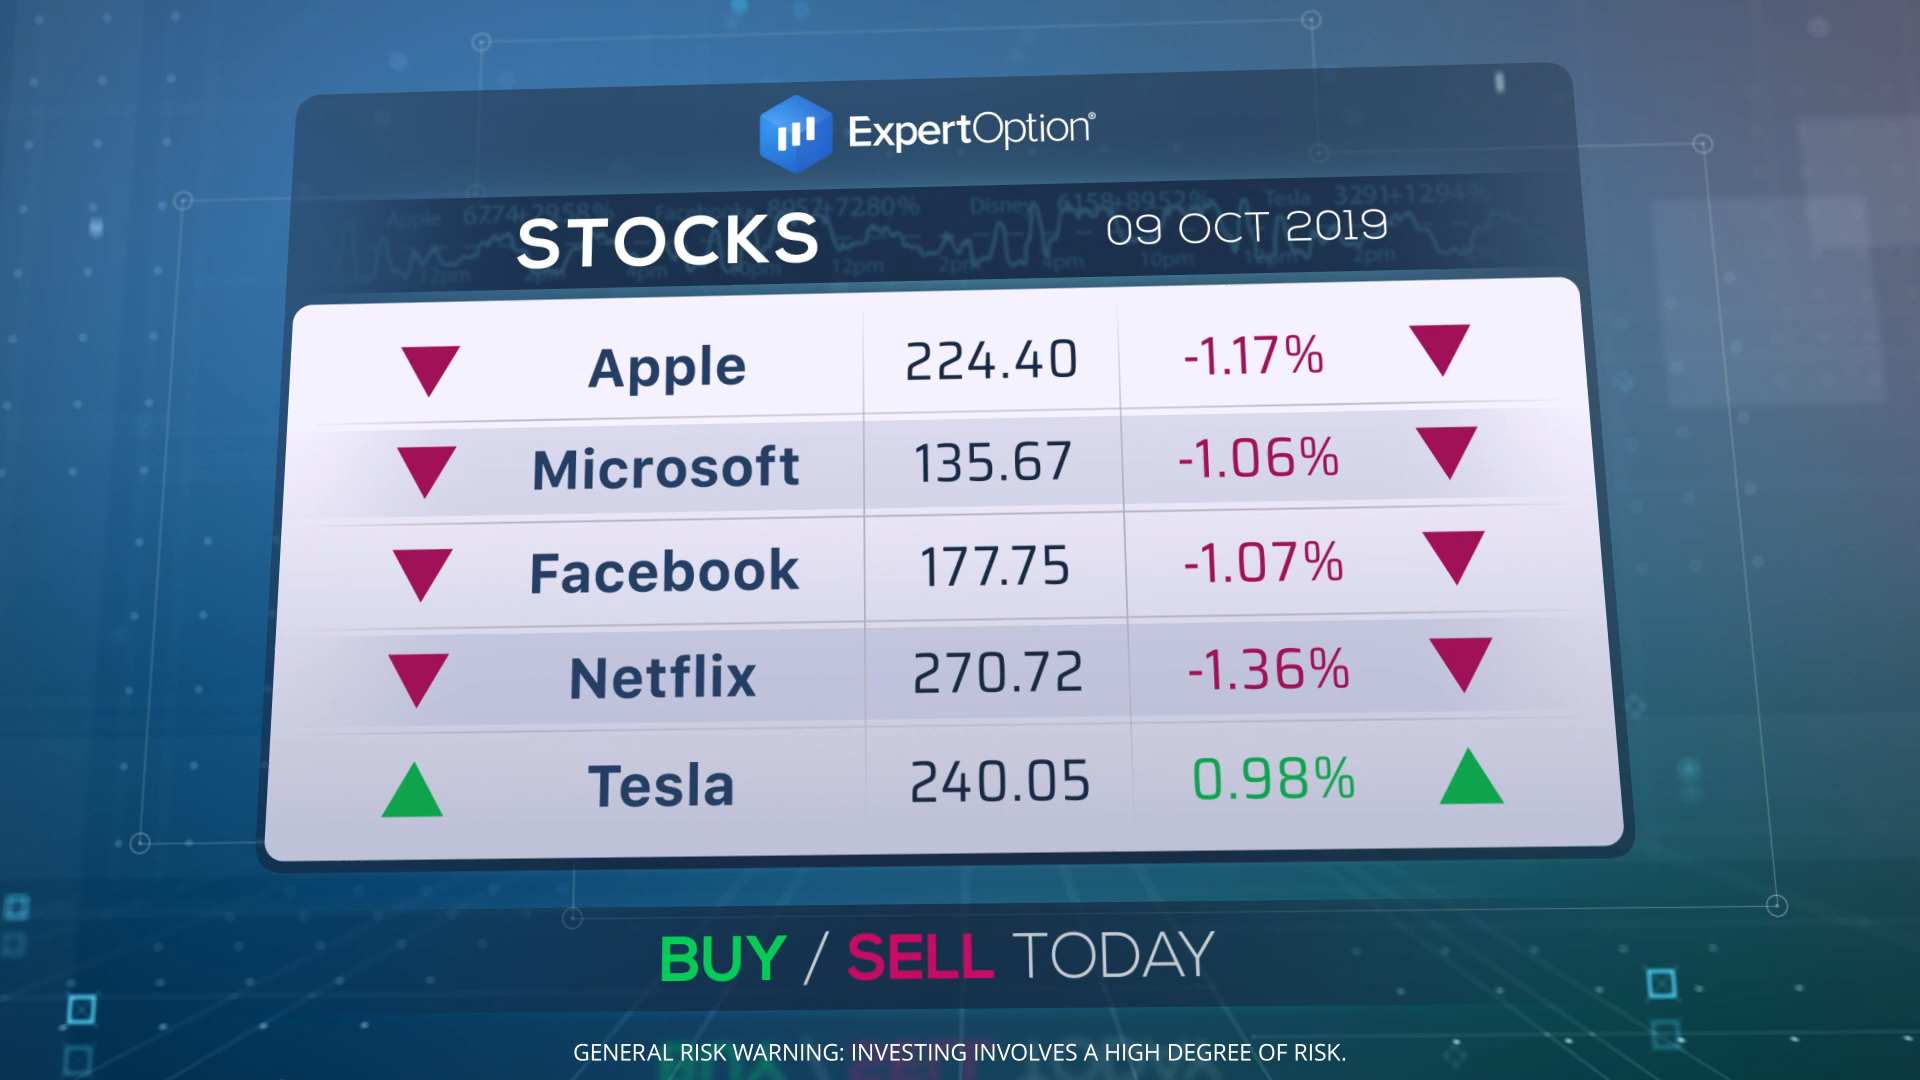 ExpertOption®
STOCKS 09 OCT 2019
Apple 224.40 -1.17%
Microsoft 135.67 -1.06%
Facebook 177.75 -1.07%
Netflix 270.72 -1.36%
Tesla 240.05 0.98%
BUY / SELL TODAY
GENERAL RISK WARNING: INVESTING INVOLVES A HIGH DEGREE OF RISK.